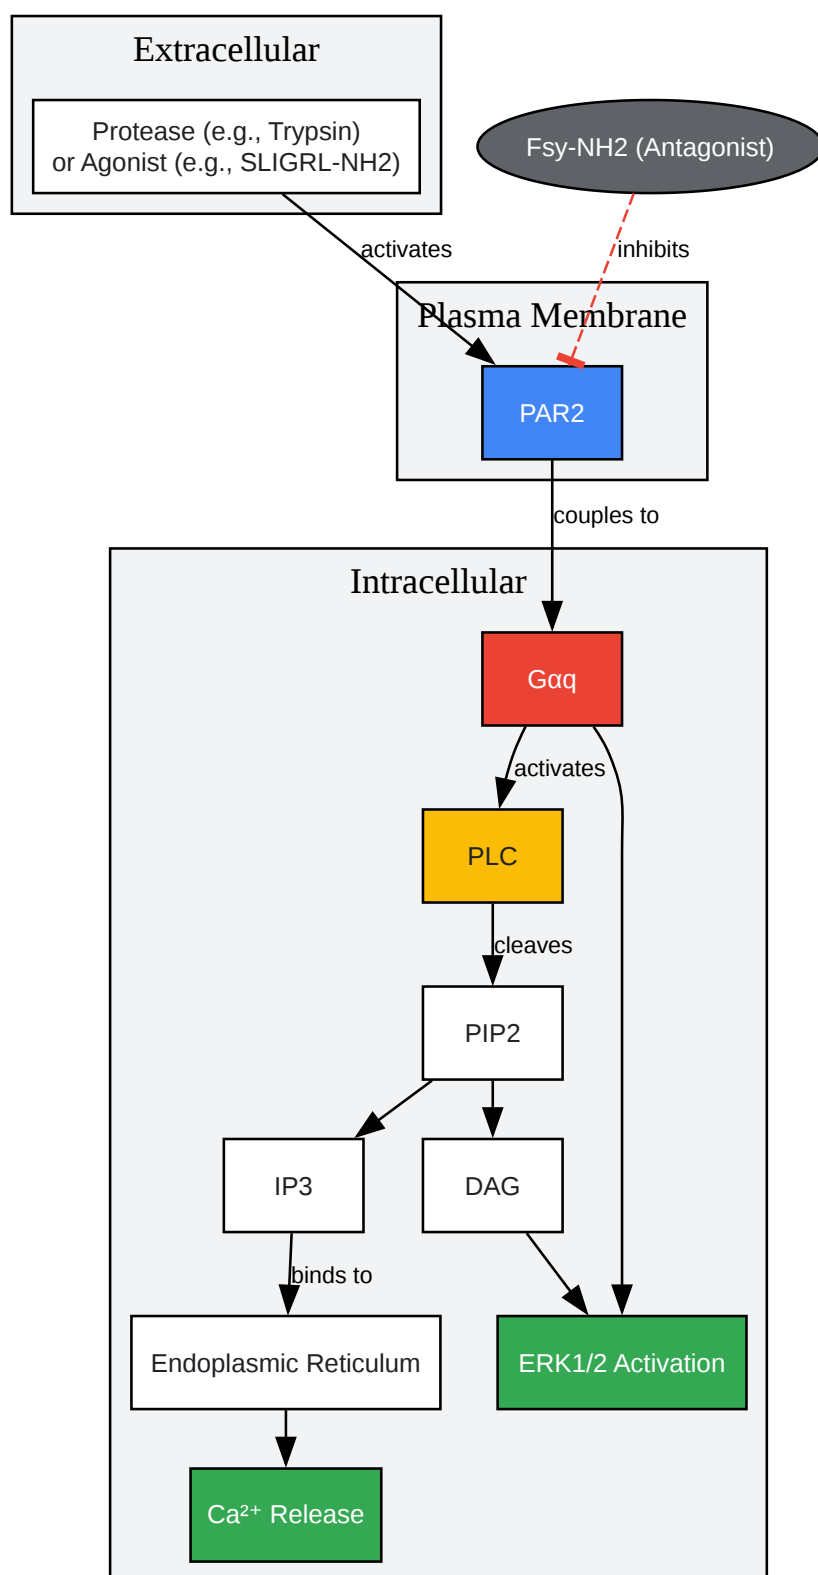 Extracellular
Protease (e.g., Trypsin)
or Agonist (e.g., SLIGRL-NH2)
Fsy-NH2 (Antagonist)
activates
inhibits
Plasma Membrane
PAR2
couples to
Intracellular
Gαq
activates
PLC
cleaves
PIP2
IP3
DAG
binds to
Endoplasmic Reticulum
ERK1/2 Activation
Ca²⁺ Release